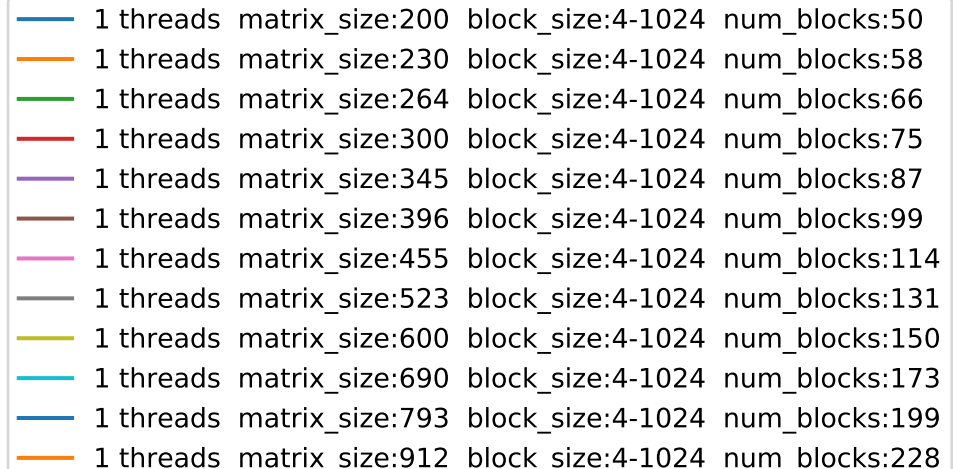 1 threads matrix_size:200 block_size:4-1024 num_blocks:50
1 threads matrix_size:230 block_size:4-1024 num_blocks:58
1 threads matrix_size:264 block_size:4-1024 num_blocks:66
1 threads matrix_size:300 block_size:4-1024 num_blocks:75
1 threads matrix_size:345 block_size:4-1024 num_blocks:87
1 threads matrix_size:396 block_size:4-1024 num_blocks:99
1 threads matrix_size:455 block_size:4-1024 num_blocks:114
1 threads matrix_size:523 block_size:4-1024 num_blocks:131
1 threads matrix_size:600 block_size:4-1024 num_blocks:150
1 threads matrix_size:690 block_size:4-1024 num_blocks:173
1 threads matrix_size:793 block_size:4-1024 num_blocks:199
1 threads matrix_size:912 block_size:4-1024 num_blocks:228